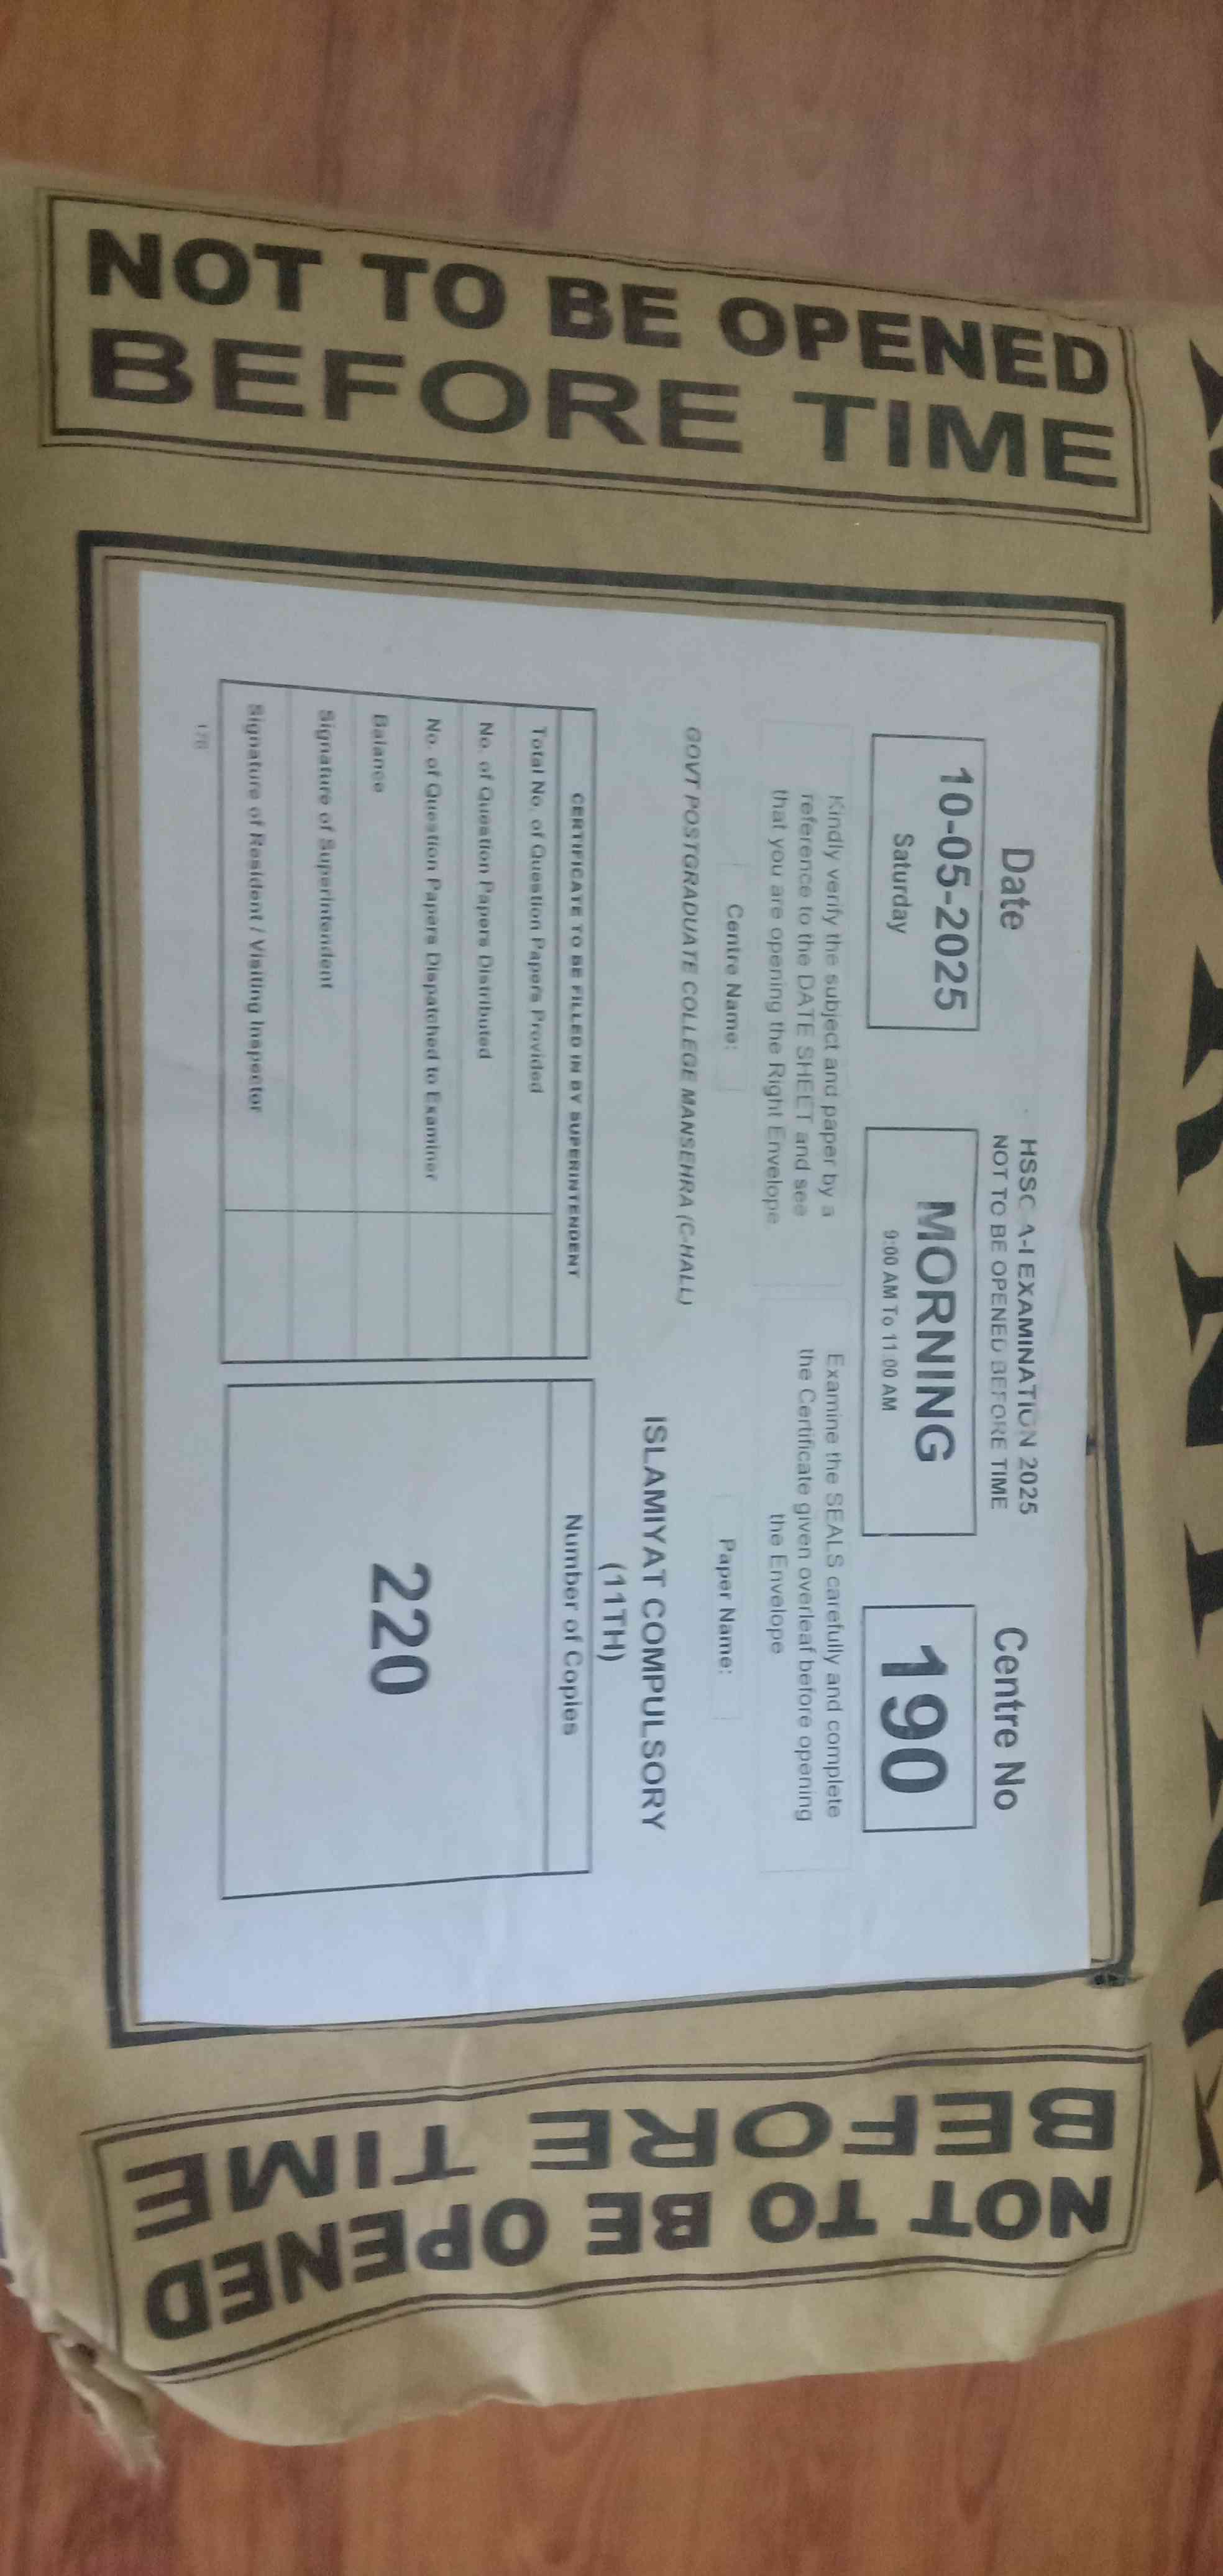 NOT TO BE OPENED
BEFORE TIME
HSSC A-I EXAMINATION 2025
NOT TO BE OPENED BEFORE TIME
Date
10-05-2025
Saturday
MORNING
9:00 AM To 11:00 AM
Centre No
190
Kindly verify the subject and paper by a
reference to the DATE SHEET and see
that you are opening the Right Envelope
Examine the SEALS carefully and complete
the Certificate given overleaf before opening
the Envelope
Centre Name:
GOVT POSTGRADUATE COLLEGE MANSEHRA (C-HALL)
Paper Name:
ISLAMIYAT COMPULSORY
(11TH)
CERTIFICATE TO BE FILLED IN BY SUPERINTENDENT
Total No. of Question Papers Provided
No. of Question Papers Distributed
No. of Question Papers Dispatched to Examiner
Balance
Signature of Superintendent
Signature of Resident / Visiting Inspector
Number of Copies
220
176
NOT TO BE OPENED
BEFORE TIME